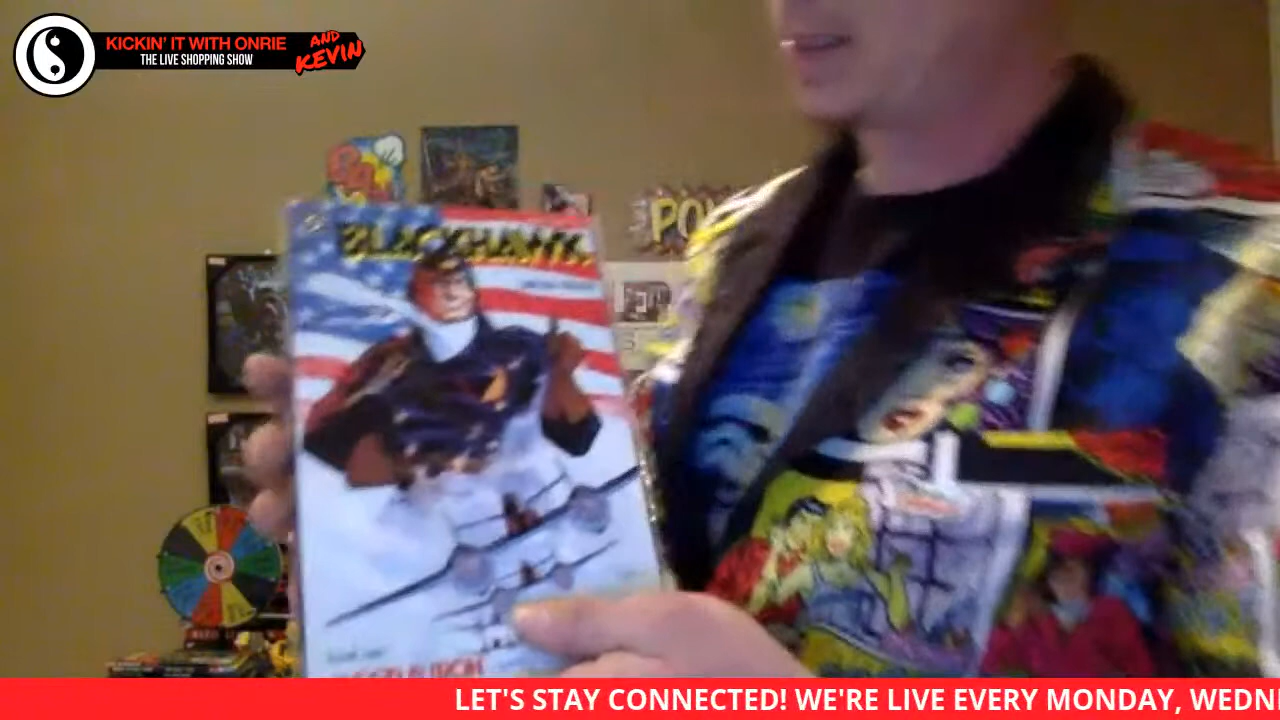 KICKIN' IT WITH ONRIE
AND
KEVIN
THE LIVE SHOPPING SHOW
POW
BLACKHAWK
LET'S STAY CONNECTED! WE'RE LIVE EVERY MONDAY, WEDN